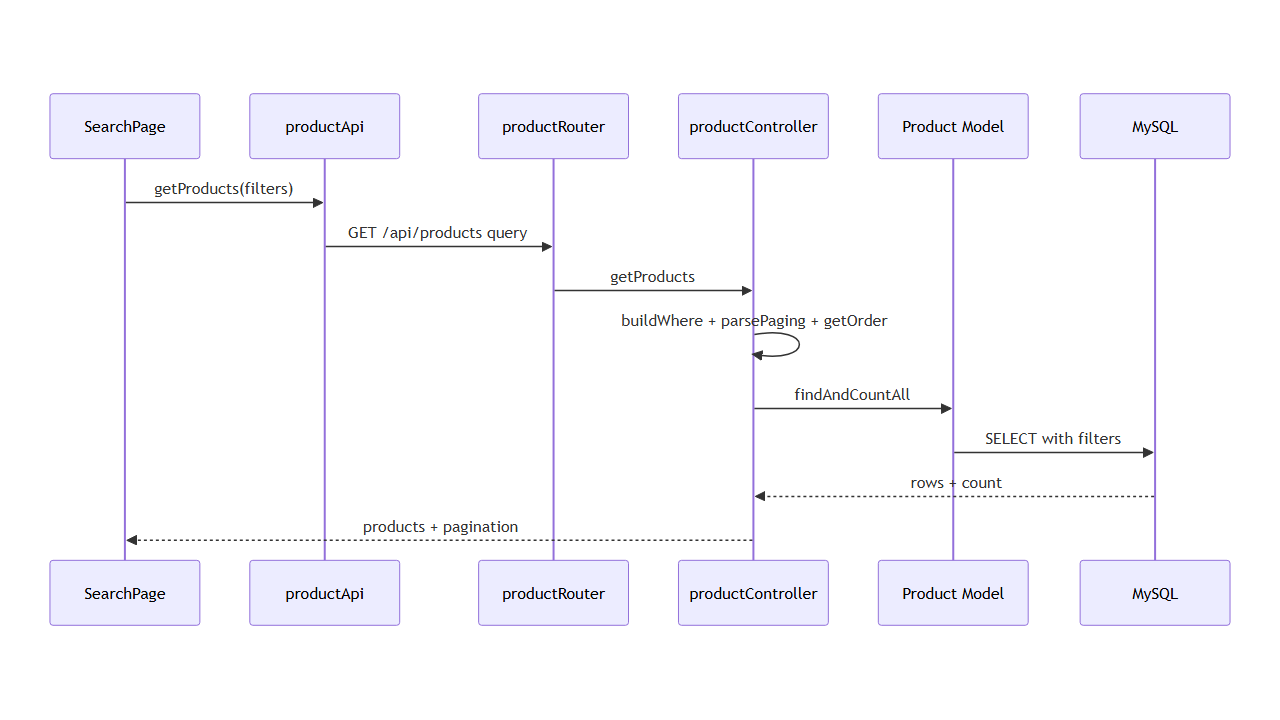 SearchPage
productApi
productRouter
productController
Product Model
MySQL
getProducts(filters)
GET /api/products query
getProducts
buildWhere + parsePaging + getOrder
findAndCountAll
SELECT with filters
rows + count
products + pagination
SearchPage
productApi
productRouter
productController
Product Model
MySQL